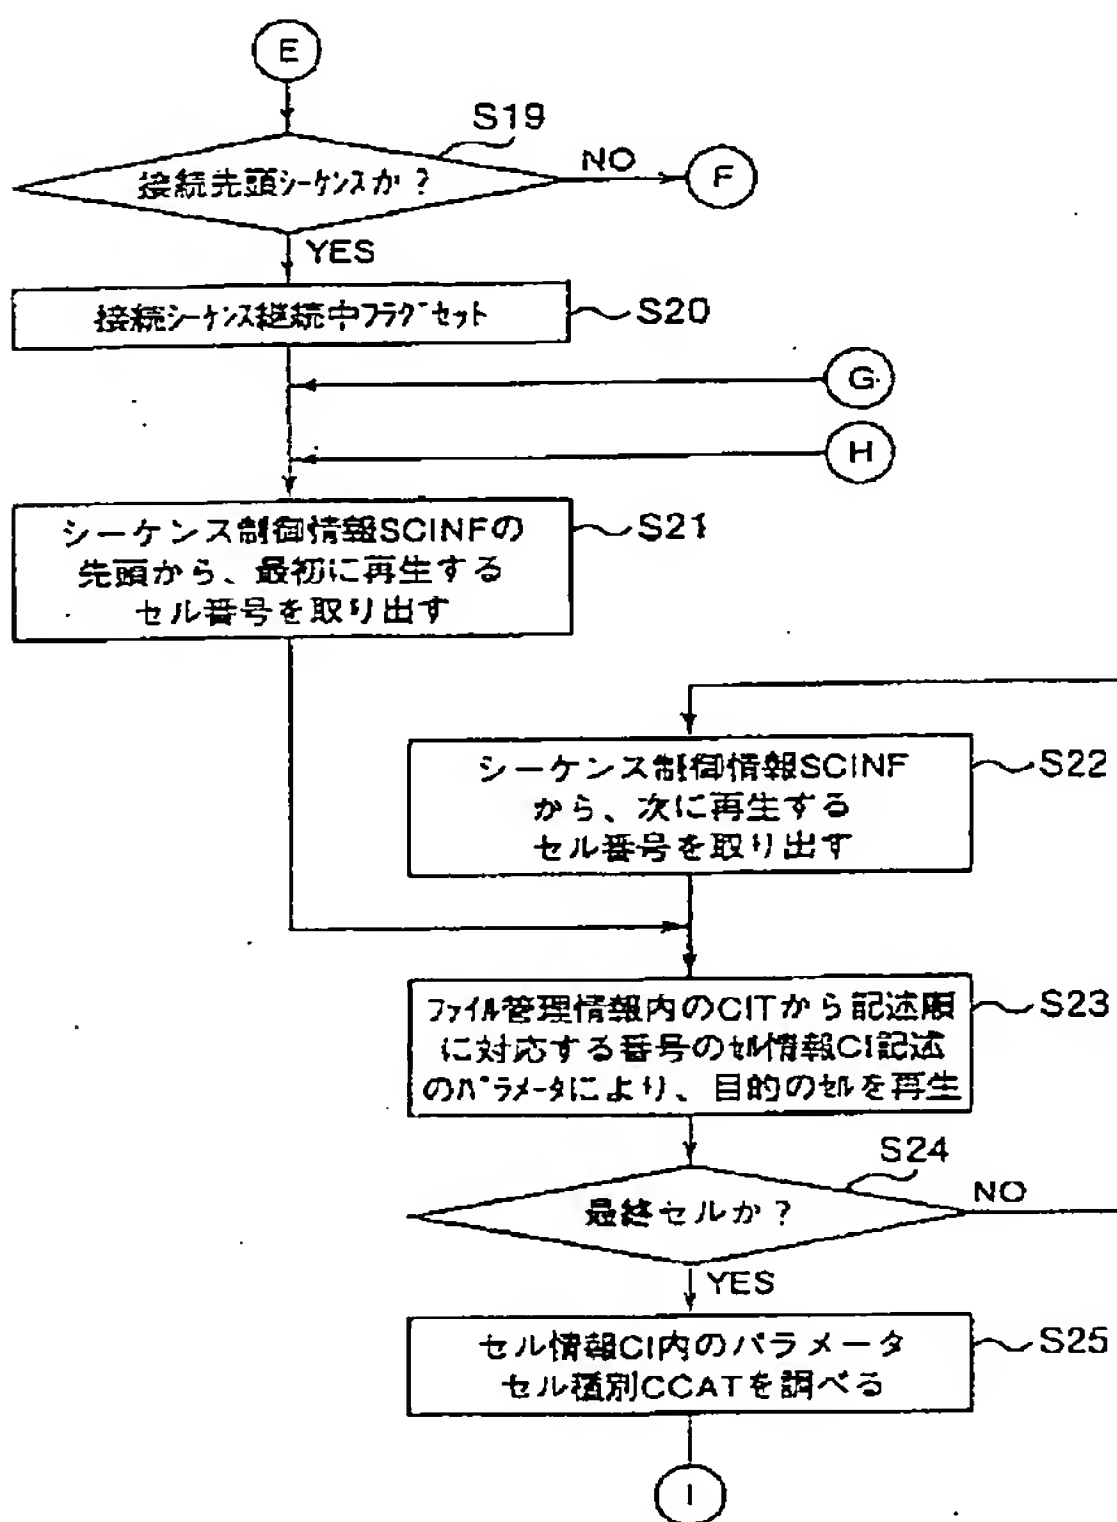 E
S19
接続先頭シーケンスか?
NO
F
YES
接続シーケンス継続中フラグセット
S20
G
H
シーケンス制御情報SCINFの
先頭から、最初に再生する
セル番号を取り出す
S21
シーケンス制御情報SCINF
から、次に再生する
セル番号を取り出す
S22
ファイル管理情報内のCITから記述順
に対応する番号のセル情報CI記述
のパラメータにより、目的のセルを再生
S23
S24
最終セルか?
NO
YES
セル情報CI内のパラメータ
セル種別CCATを調べる
S25
I